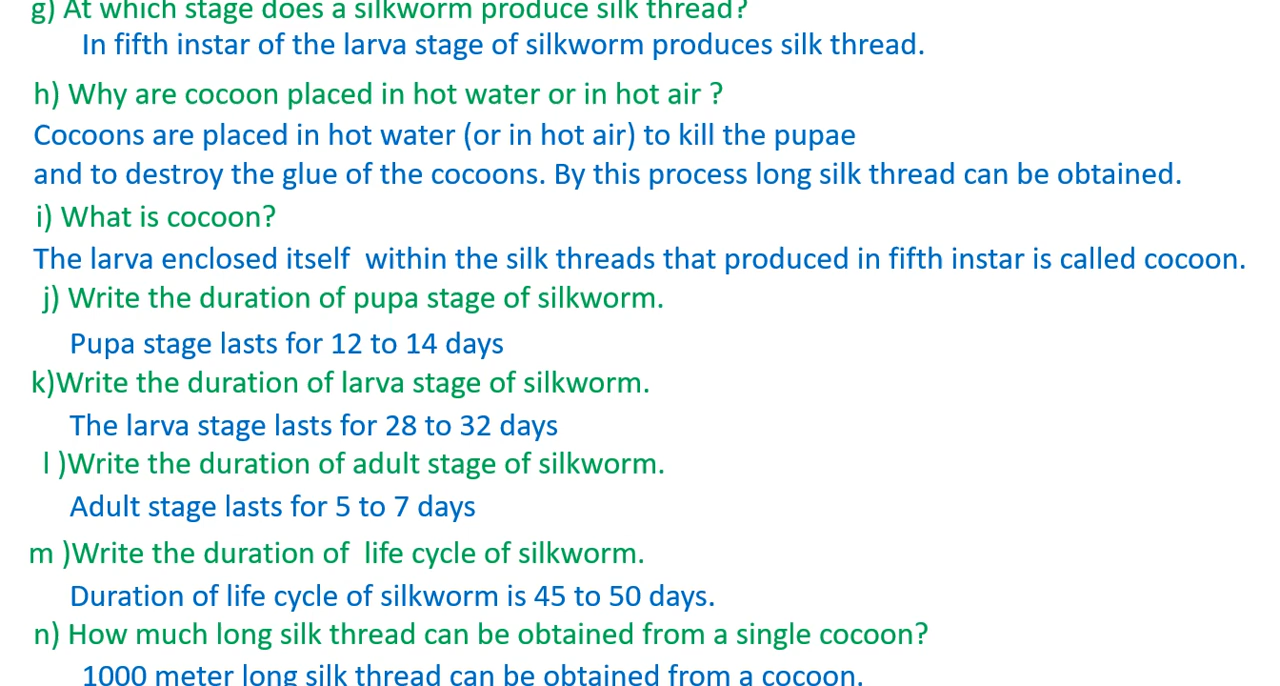 g) At which stage does a silkworm produce silk thread?
In fifth instar of the larva stage of silkworm produces silk thread.
h) Why are cocoon placed in hot water or in hot air ?
Cocoons are placed in hot water (or in hot air) to kill the pupae
and to destroy the glue of the cocoons. By this process long silk thread can be obtained.
i) What is cocoon?
The larva enclosed itself  within the silk threads that produced in fifth instar is called cocoon.
j) Write the duration of pupa stage of silkworm.
Pupa stage lasts for 12 to 14 days
k)Write the duration of larva stage of silkworm.
The larva stage lasts for 28 to 32 days
l )Write the duration of adult stage of silkworm.
Adult stage lasts for 5 to 7 days
m )Write the duration of  life cycle of silkworm.
Duration of life cycle of silkworm is 45 to 50 days.
n) How much long silk thread can be obtained from a single cocoon?
1000 meter long silk thread can be obtained from a cocoon.